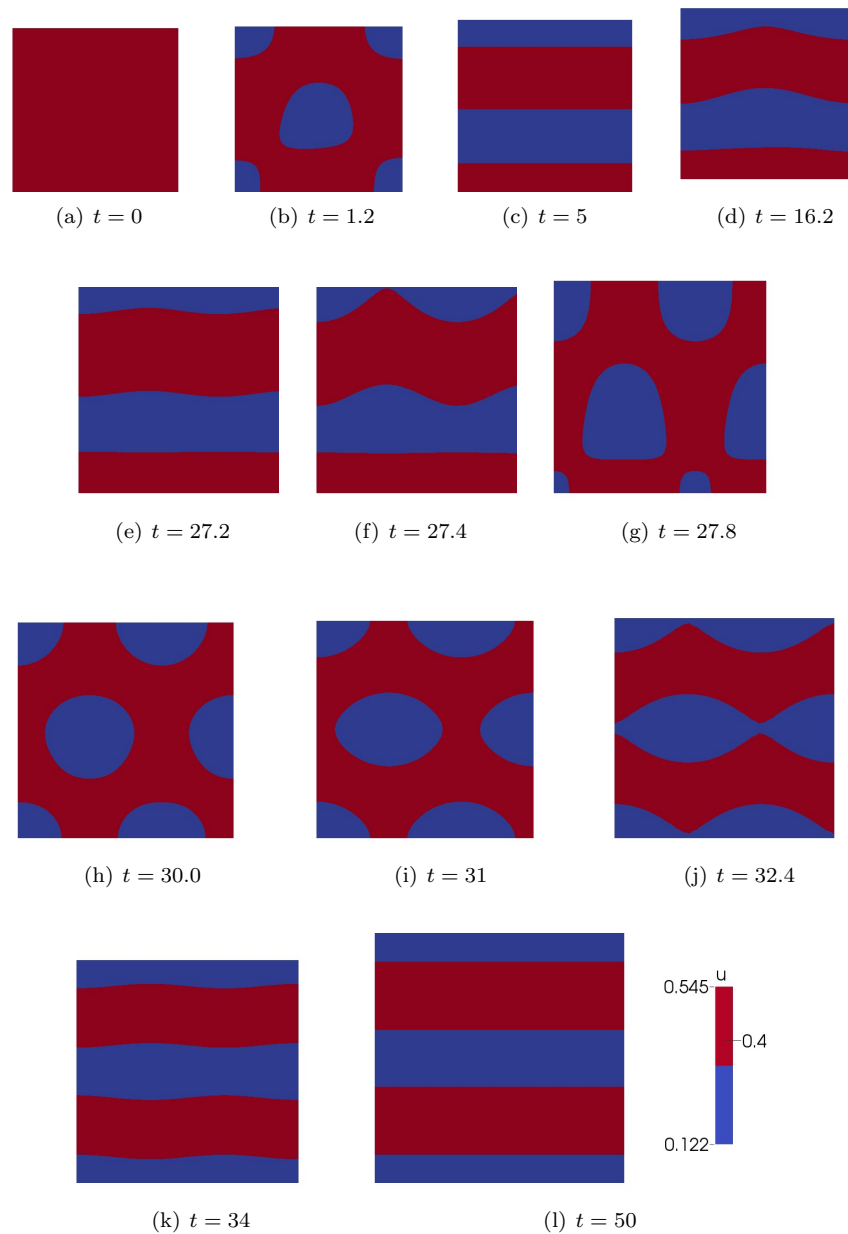 (a) t = 0
(b) t = 1.2
(c) t = 5
(d) t = 16.2
(e) t = 27.2
(f) t = 27.4
(g) t = 27.8
(h) t = 30.0
(i) t = 31
(j) t = 32.4
u
0.545
0.4
0.122
(k) t = 34
(l) t = 50